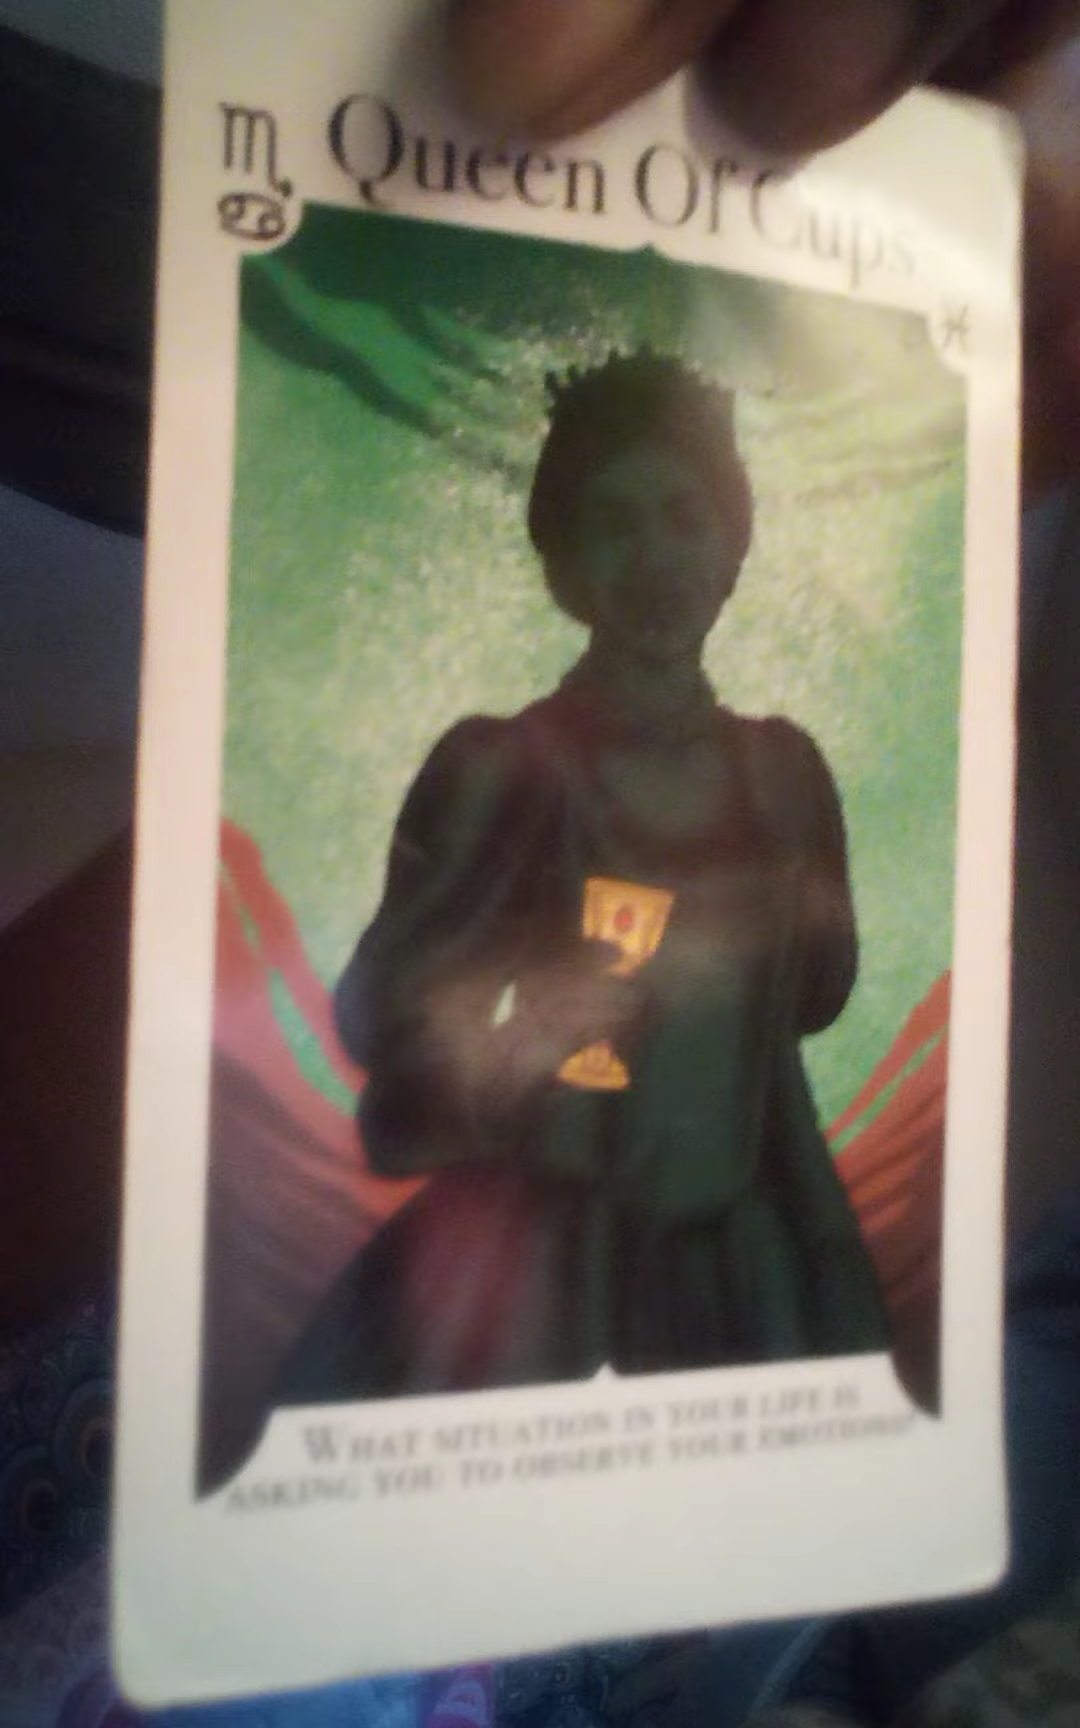 ♏ Queen Of Cups
♋ ♓
What situation in your life is
asking you to observe your emotions?